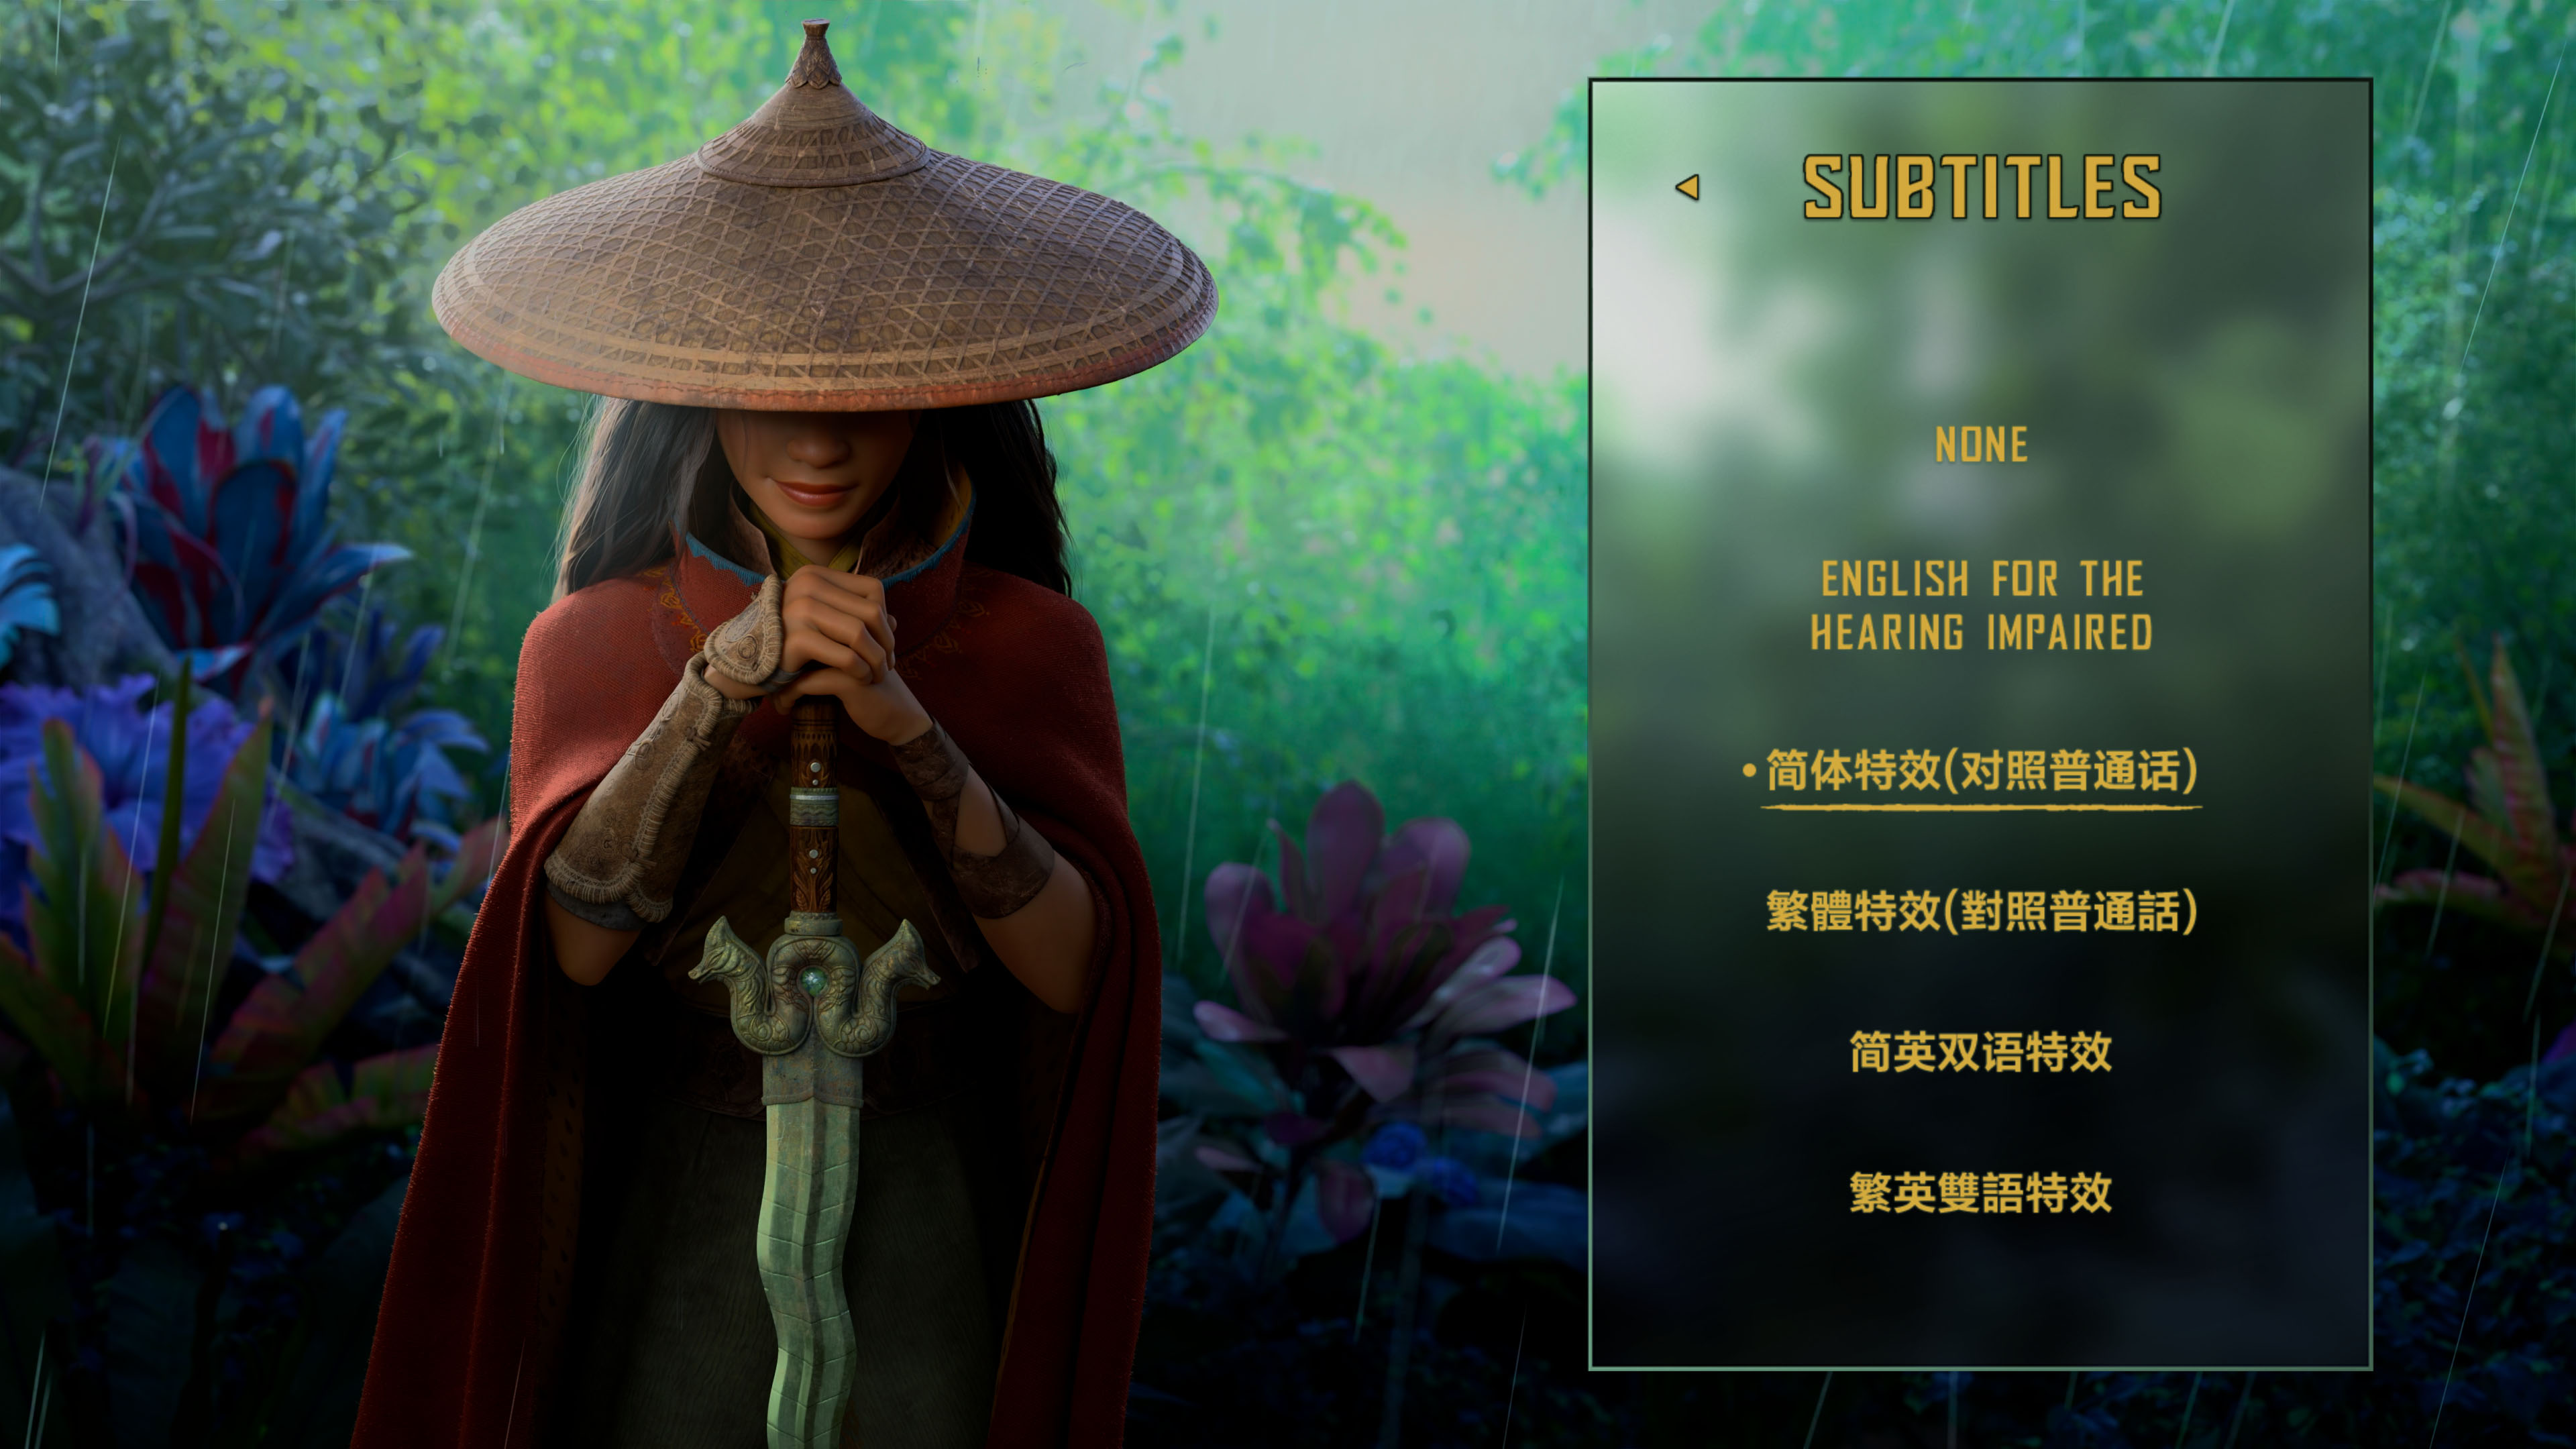 SUBTITLES
NONE
ENGLISH FOR THE
HEARING IMPAIRED
简体特效(对照普通话)
繁體特效(對照普通話)
简英双语特效
繁英雙語特效